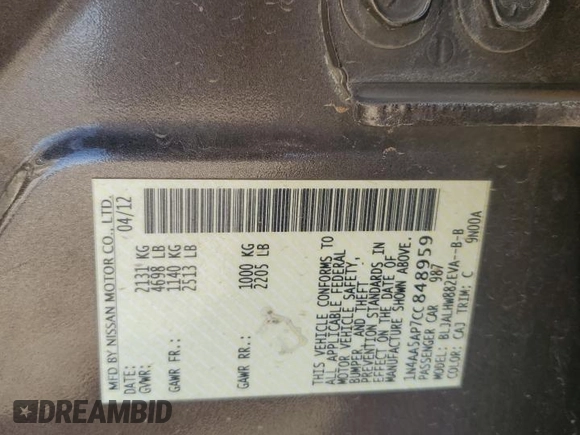 MFD BY NISSAN MOTOR CO., LTD.
DATE: 04/12
GVWR: 2131 KG
4698 LB
GAWR FR.: 1140 KG
2513 LB
GAWR RR.: 1000 KG
2205 LB
THIS VEHICLE CONFORMS TO
ALL APPLICABLE FEDERAL
MOTOR VEHICLE SAFETY,
BUMPER, AND THEFT
PREVENTION STANDARDS IN
EFFECT ON THE DATE OF
MANUFACTURE SHOWN ABOVE.
1N4AA5AP7CC848959
PASSENGER CAR 987
MODEL: BLJALHW882EVA--B-B
COLOR: CAJ TRIM: C 9N00A
DREAMBID